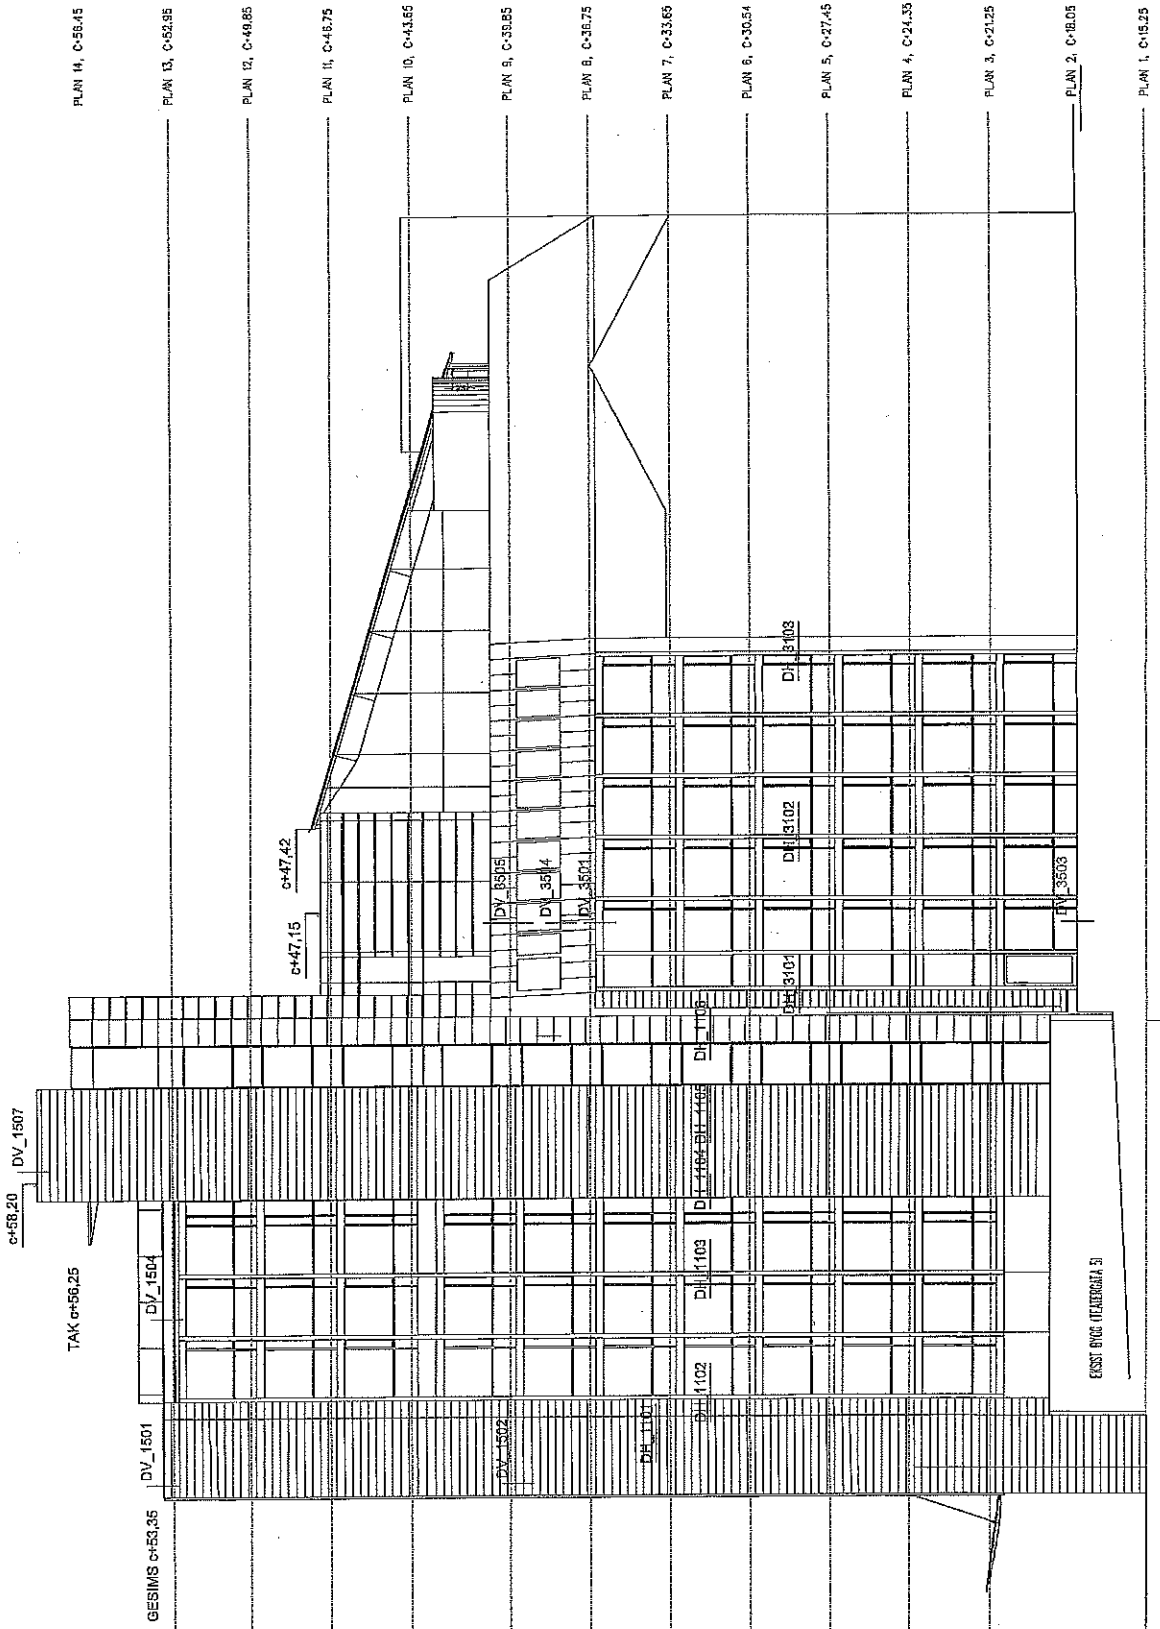 PLAN 14, C+56.45
PLAN 13, C+52.95
PLAN 12, C+49.85
PLAN 11, C+46.75
PLAN 10, C+43.65
PLAN 9, C+39.85
PLAN 8, C+36.75
PLAN 7, C+33.65
PLAN 6, C+30.54
PLAN 5, C+27.45
PLAN 4, C+24.35
PLAN 3, C+21.25
PLAN 2, C+18.05
PLAN 1, C+15.25
c+47,42
c+47,15
DV_3505
DV_3504
DV_3501
DV_3503
DH_3103
DH_3102
DH_3101
DH_1106
DH_1105
DH_1104
DH_1103
DH_1102
DH_1101
DV_1507
c+58,20
TAK c+56,25
DV_1504
DV_1501
DV_1502
GESIMS c+53,35
EKSIST BYGG (TEATERGATA 5)